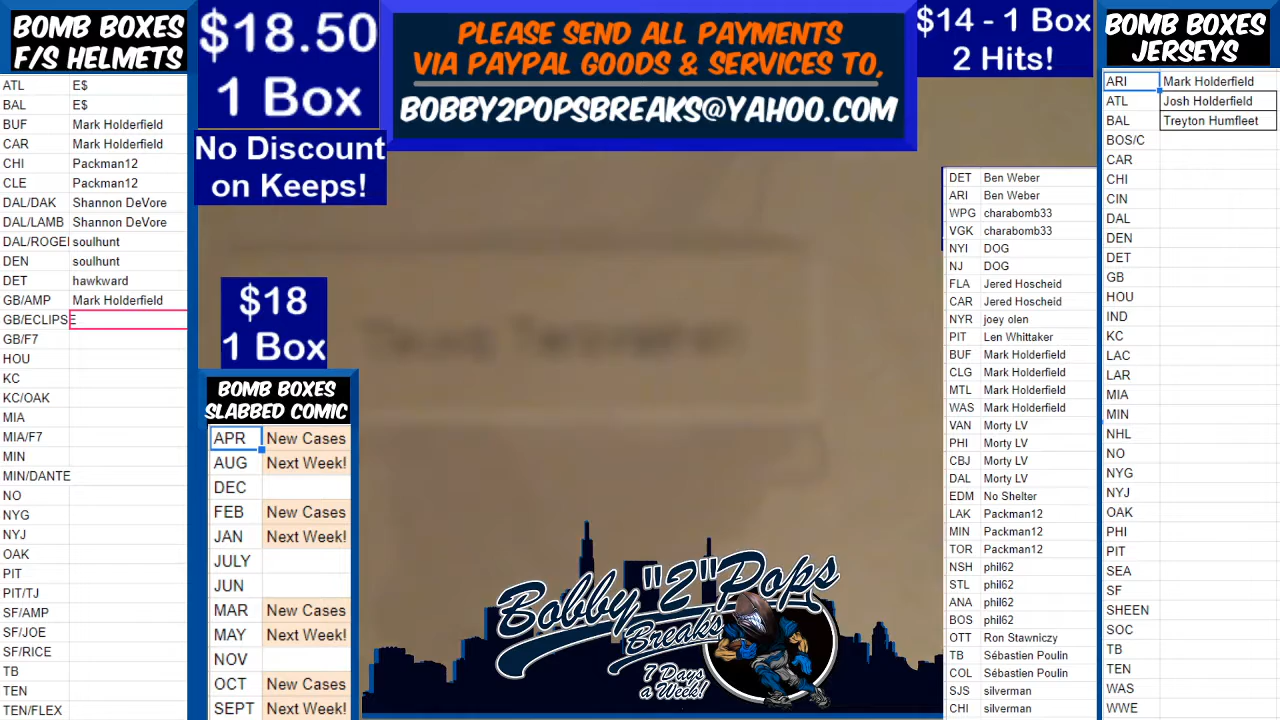 BOMB BOXES
F/S HELMETS
ATL E$
BAL E$
BUF Mark Holderfield
CAR Mark Holderfield
CHI Packman12
CLE Packman12
DAL/DAK Shannon DeVore
DAL/LAMB Shannon DeVore
DAL/ROGE soulhunt
DEN soulhunt
DET hawkward
GB/AMP Mark Holderfield
GB/ECLIPSE
GB/F7
HOU
KC
KC/OAK
MIA
MIA/F7
MIN
MIN/DANTE
NO
NYG
NYJ
OAK
PIT
PIT/TJ
SF/AMP
SF/JOE
SF/RICE
TB
TEN
TEN/FLEX
$18.50
1 Box
No Discount
on Keeps!
$18
1 Box
BOMB BOXES
SLABBED COMIC
APR New Cases
AUG Next Week!
DEC
FEB New Cases
JAN Next Week!
JULY
JUN
MAR New Cases
MAY Next Week!
NOV
OCT New Cases
SEPT Next Week!
PLEASE SEND ALL PAYMENTS
VIA PAYPAL GOODS & SERVICES TO,
BOBBY2POPSBREAKS@YAHOO.COM
Bobby "2" Pops
Breaks
7 Days
a Week!
$14 - 1 Box
2 Hits!
DET Ben Weber
ARI Ben Weber
WPG charabomb33
VGK charabomb33
NYI DOG
NJ DOG
FLA Jered Hoscheid
CAR Jered Hoscheid
NYR joey olen
PIT Len Whittaker
BUF Mark Holderfield
CLG Mark Holderfield
MTL Mark Holderfield
WAS Mark Holderfield
VAN Morty LV
PHI Morty LV
CBJ Morty LV
DAL Morty LV
EDM No Shelter
LAK Packman12
MIN Packman12
TOR Packman12
NSH phil62
STL phil62
ANA phil62
BOS phil62
OTT Ron Stawniczy
TB Sébastien Poulin
COL Sébastien Poulin
SJS silverman
CHI silverman
BOMB BOXES
JERSEYS
ARI Mark Holderfield
ATL Josh Holderfield
BAL Treyton Humfleet
BOS/C
CAR
CHI
CIN
DAL
DEN
DET
GB
HOU
IND
KC
LAC
LAR
MIA
MIN
NHL
NO
NYG
NYJ
OAK
PHI
PIT
SEA
SF
SHEEN
SOC
TB
TEN
WAS
WWE